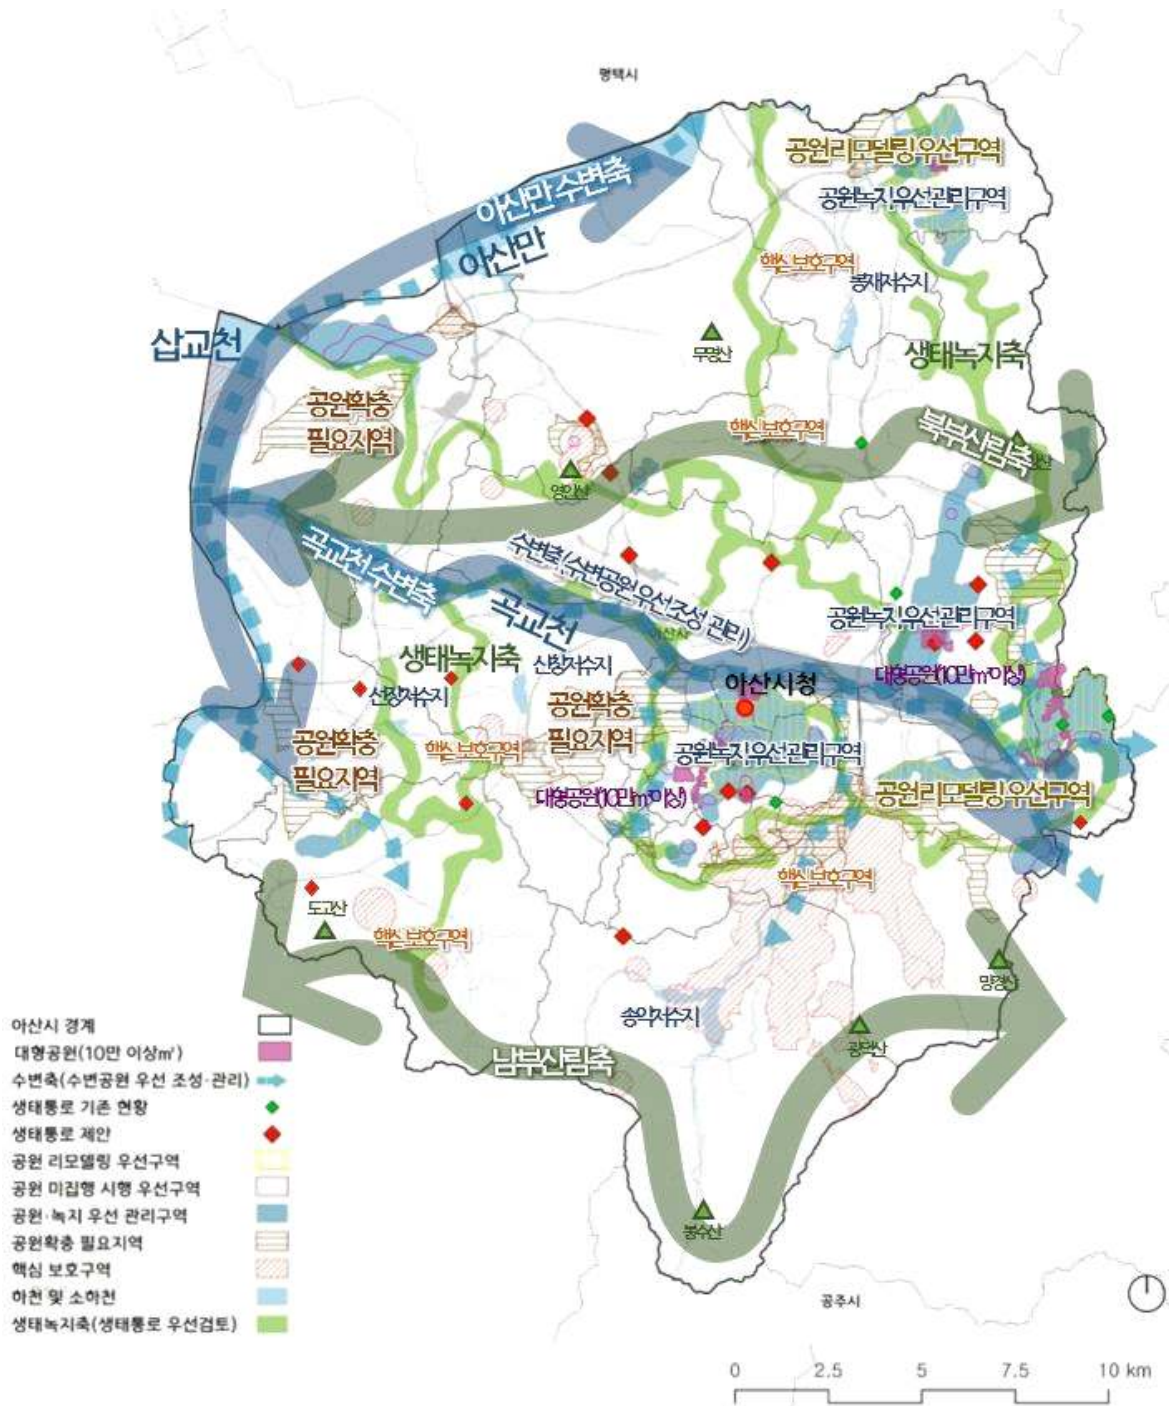 평택시
공원리모델링 우선구역
공원녹지 우선관리구역
아산만 수변축
아산만
핵심 보호구역
봉재저수지
삽교천
무명산
생태녹지축
공원확충
필요지역
핵심 보호구역
북부산림축
영인산
곡교천 수변축
수변축(수변공원 우선 조성·관리)
곡교천
공원녹지 우선관리구역
생태녹지축
신창저수지
대형공원(10만㎡이상)
아산시청
선장저수지
공원확충
필요지역
공원확충
필요지역
핵심 보호구역
공원녹지 우선관리구역
대형공원(10만㎡이상)
공원리모델링 우선구역
핵심 보호구역
도고산
핵심 보호구역
망경산
송악저수지
광덕산
남부산림축
봉수산
공주시
아산시 경계
대형공원(10만 이상㎡)
수변축(수변공원 우선 조성·관리)
생태통로 기존 현황
생태통로 제안
공원 리모델링 우선구역
공원 미집행 시행 우선구역
공원·녹지 우선 관리구역
공원확충 필요지역
핵심 보호구역
하천 및 소하천
생태녹지축(생태통로 우선검토)
0 2.5 5 7.5 10 km